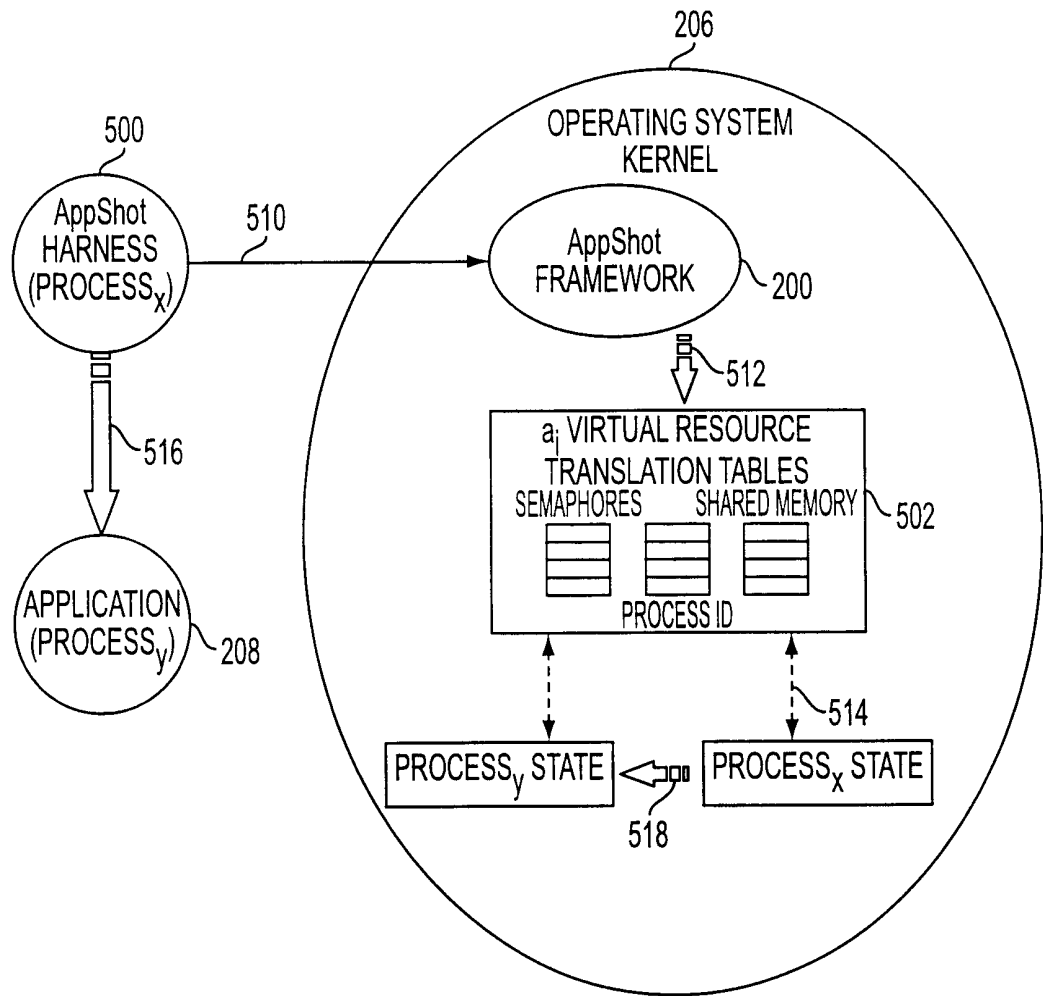 206
OPERATING SYSTEM
KERNEL
500
AppShot
HARNESS
(PROCESSx)
510
AppShot
FRAMEWORK
200
512
516
ai VIRTUAL RESOURCE
TRANSLATION TABLES
SEMAPHORES SHARED MEMORY
502
PROCESS ID
APPLICATION
(PROCESSy)
208
514
PROCESSy STATE
PROCESSx STATE
518